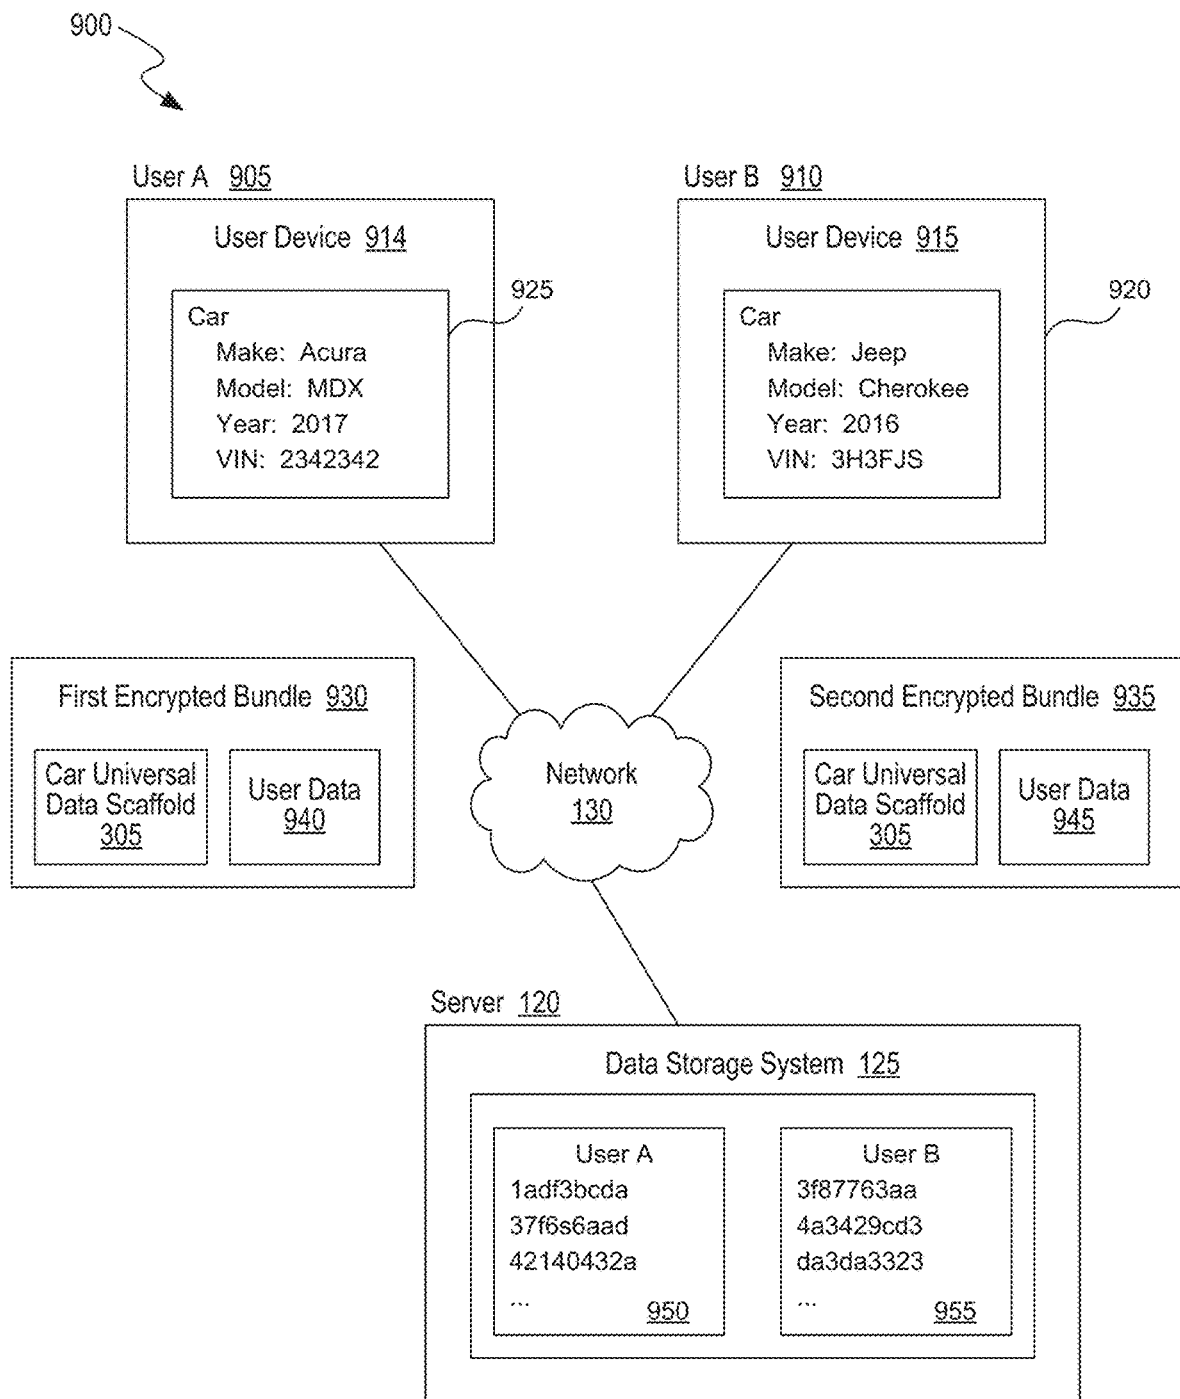 900
User A 905
User B 910
User Device 914
User Device 915
925
920
Car
Make: Acura
Model: MDX
Year: 2017
VIN: 2342342
Car
Make: Jeep
Model: Cherokee
Year: 2016
VIN: 3H3FJS
First Encrypted Bundle 930
Car Universal
Data Scaffold
305
User Data
940
Network
130
Second Encrypted Bundle 935
Car Universal
Data Scaffold
305
User Data
945
Server 120
Data Storage System 125
User A
1adf3bcda
37f6s6aad
42140432a
...
950
User B
3f87763aa
4a3429cd3
da3da3323
...
955